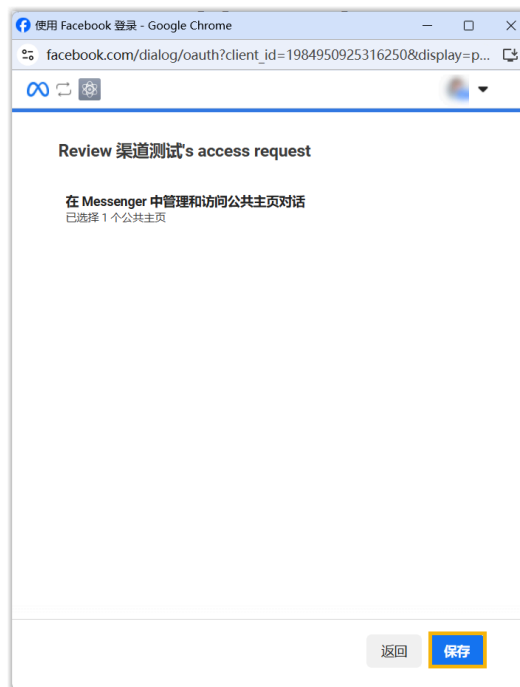 使用 Facebook 登录 - Google Chrome
facebook.com/dialog/oauth?client_id=1984950925316250&display=p...
Review 渠道测试's access request
在 Messenger 中管理和访问公共主页对话
已选择 1 个公共主页
返回
保存